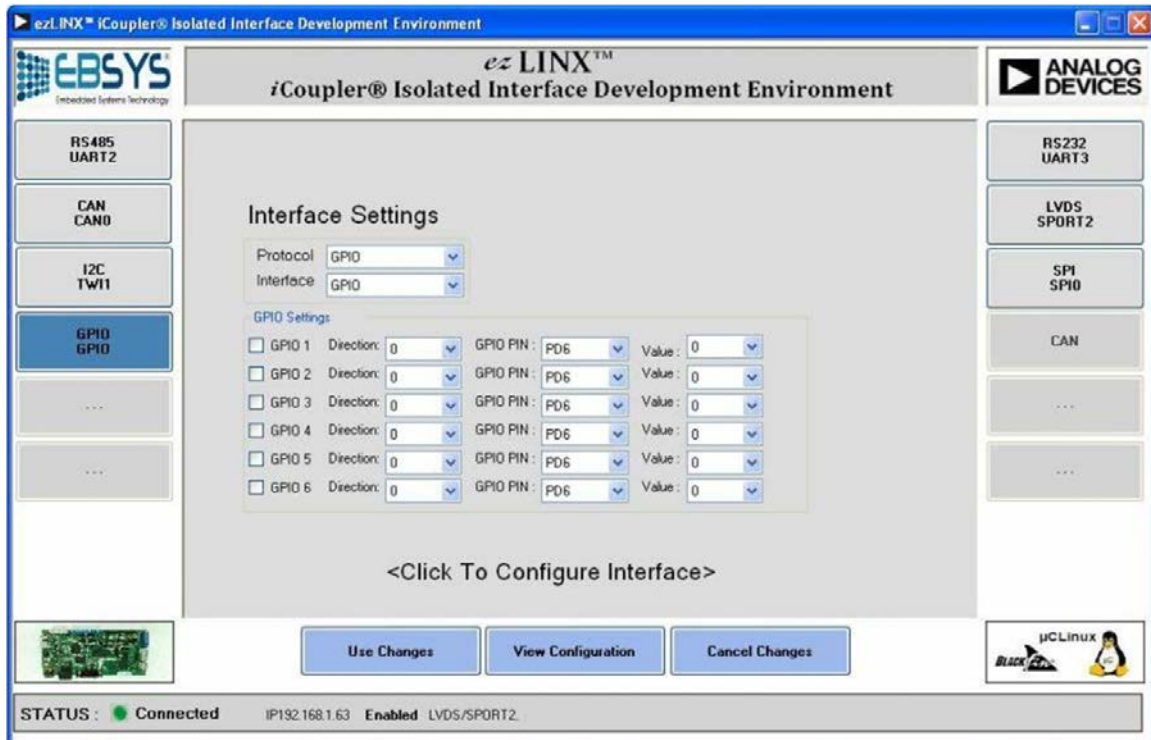 ezLINX™ iCoupler® Isolated Interface Development Environment
EBSYS
Embedded Systems Technology
ez LINX™
iCoupler® Isolated Interface Development Environment
ANALOG
DEVICES
RS485
UART2
CAN
CAN0
I2C
TWI1
GPIO
GPIO
...
...
Interface Settings
Protocol GPIO
Interface GPIO
GPIO Settings
GPIO 1 Direction: 0 GPIO PIN : PD6 Value : 0
GPIO 2 Direction: 0 GPIO PIN : PD6 Value : 0
GPIO 3 Direction: 0 GPIO PIN : PD6 Value : 0
GPIO 4 Direction: 0 GPIO PIN : PD6 Value : 0
GPIO 5 Direction: 0 GPIO PIN : PD6 Value : 0
GPIO 6 Direction: 0 GPIO PIN : PD6 Value : 0
<Click To Configure Interface>
RS232
UART3
LVDS
SPORT2
SPI
SPI0
CAN
...
...
Use Changes
View Configuration
Cancel Changes
µCLinux
BLACK
µC
STATUS : Connected IP192.168.1.63 Enabled LVDS/SPORT2,